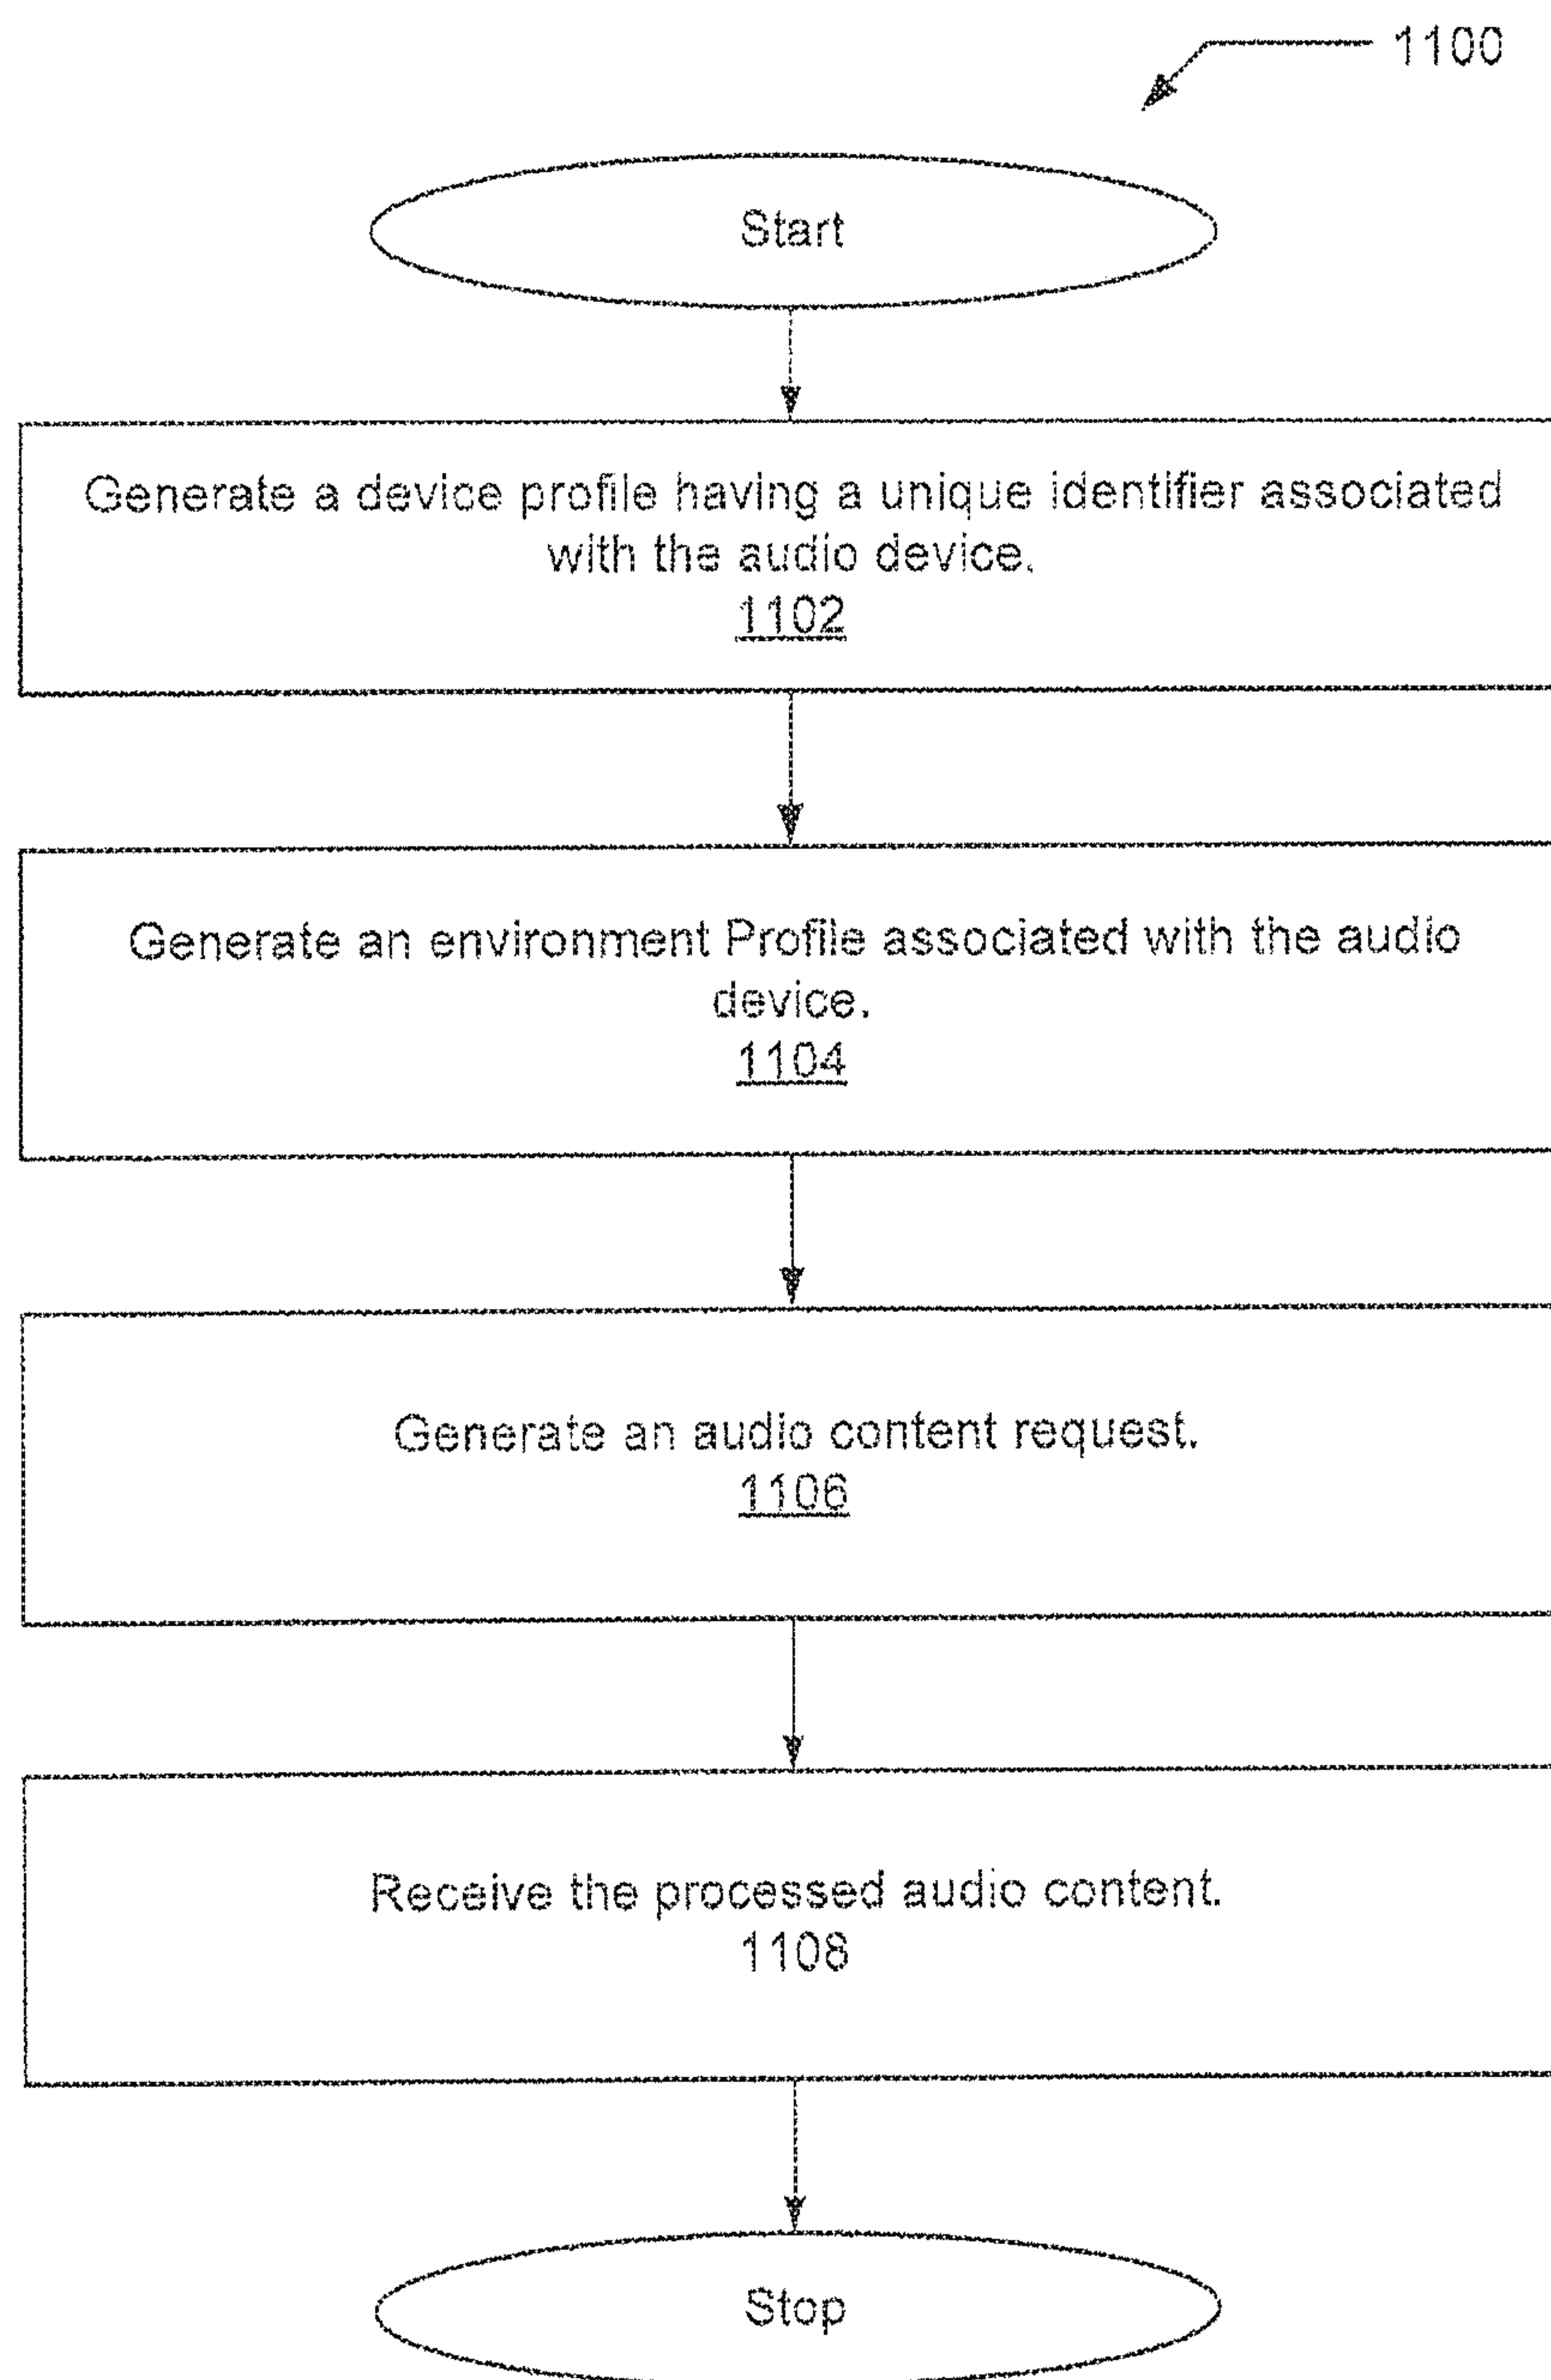 1100
Start
Generate a device profile having a unique identifier associated
with the audio device.
1102
Generate an environment Profile associated with the audio
device.
1104
Generate an audio content request.
1106
Receive the processed audio content.
1108
Stop